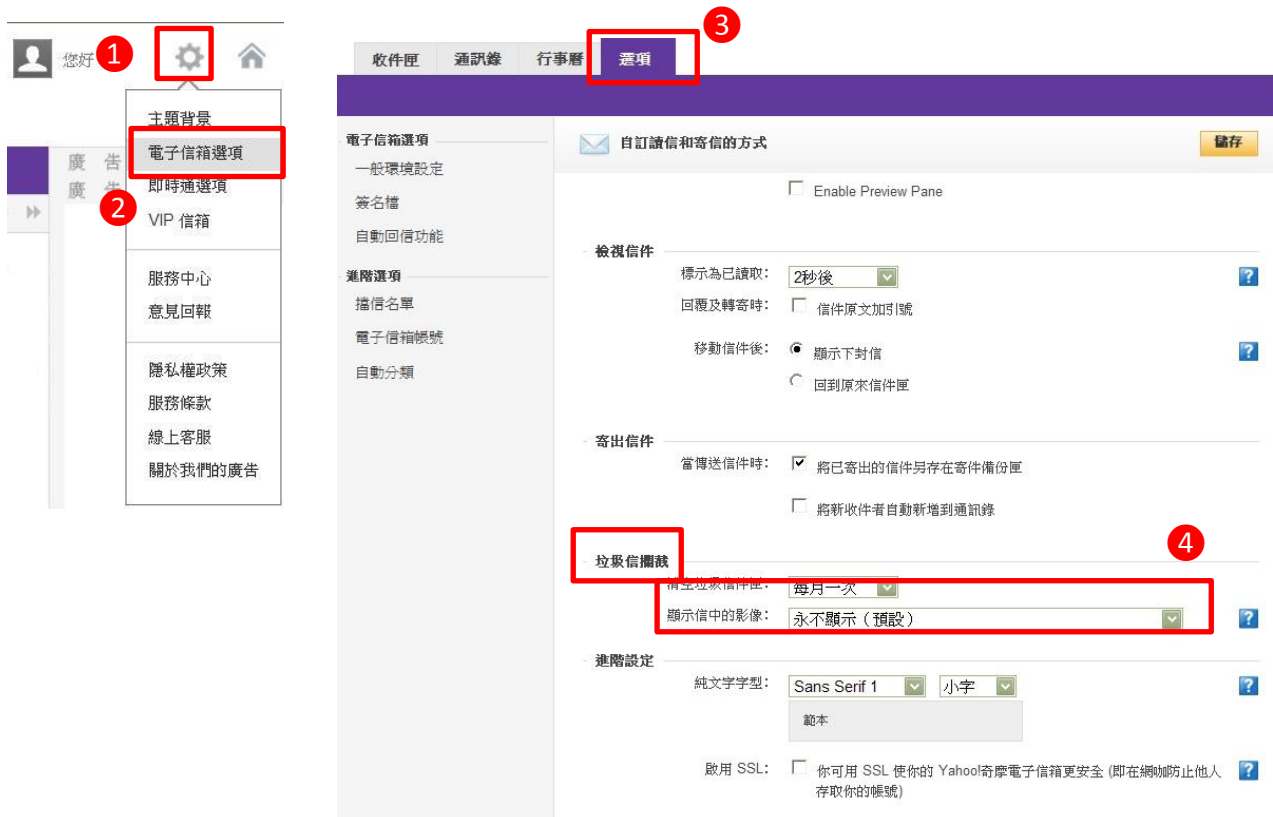 您好
1
主題背景
電子信箱選項
即時通選項
2
VIP 信箱
服務中心
意見回報
隱私權政策
服務條款
線上客服
關於我們的廣告
廣 告
廣 告
3
收件匣 通訊錄 行事曆 選項
電子信箱選項
一般環境設定
簽名檔
自動回信功能
進階選項
擋信名單
電子信箱帳號
自動分類
自訂讀信和寄信的方式
儲存
Enable Preview Pane
檢視信件
標示為已讀取: 2秒後 ?
回覆及轉寄時: 信件原文加引號
移動信件後: 顯示下封信 ?
回到原來信件匣
寄出信件
當傳送信件時: 將已寄出的信件另存在寄件備份匣
將新收件者自動新增到通訊錄
4
垃圾信攔截
清空垃圾信件匣: 每月一次
顯示信中的影像: 永不顯示（預設） ?
進階設定
純文字字型: Sans Serif 1 小字 ?
範本
啟用 SSL: 你可用 SSL 使你的 Yahoo!奇摩電子信箱更安全 (即在網咖防止他人 ?
存取你的帳號)